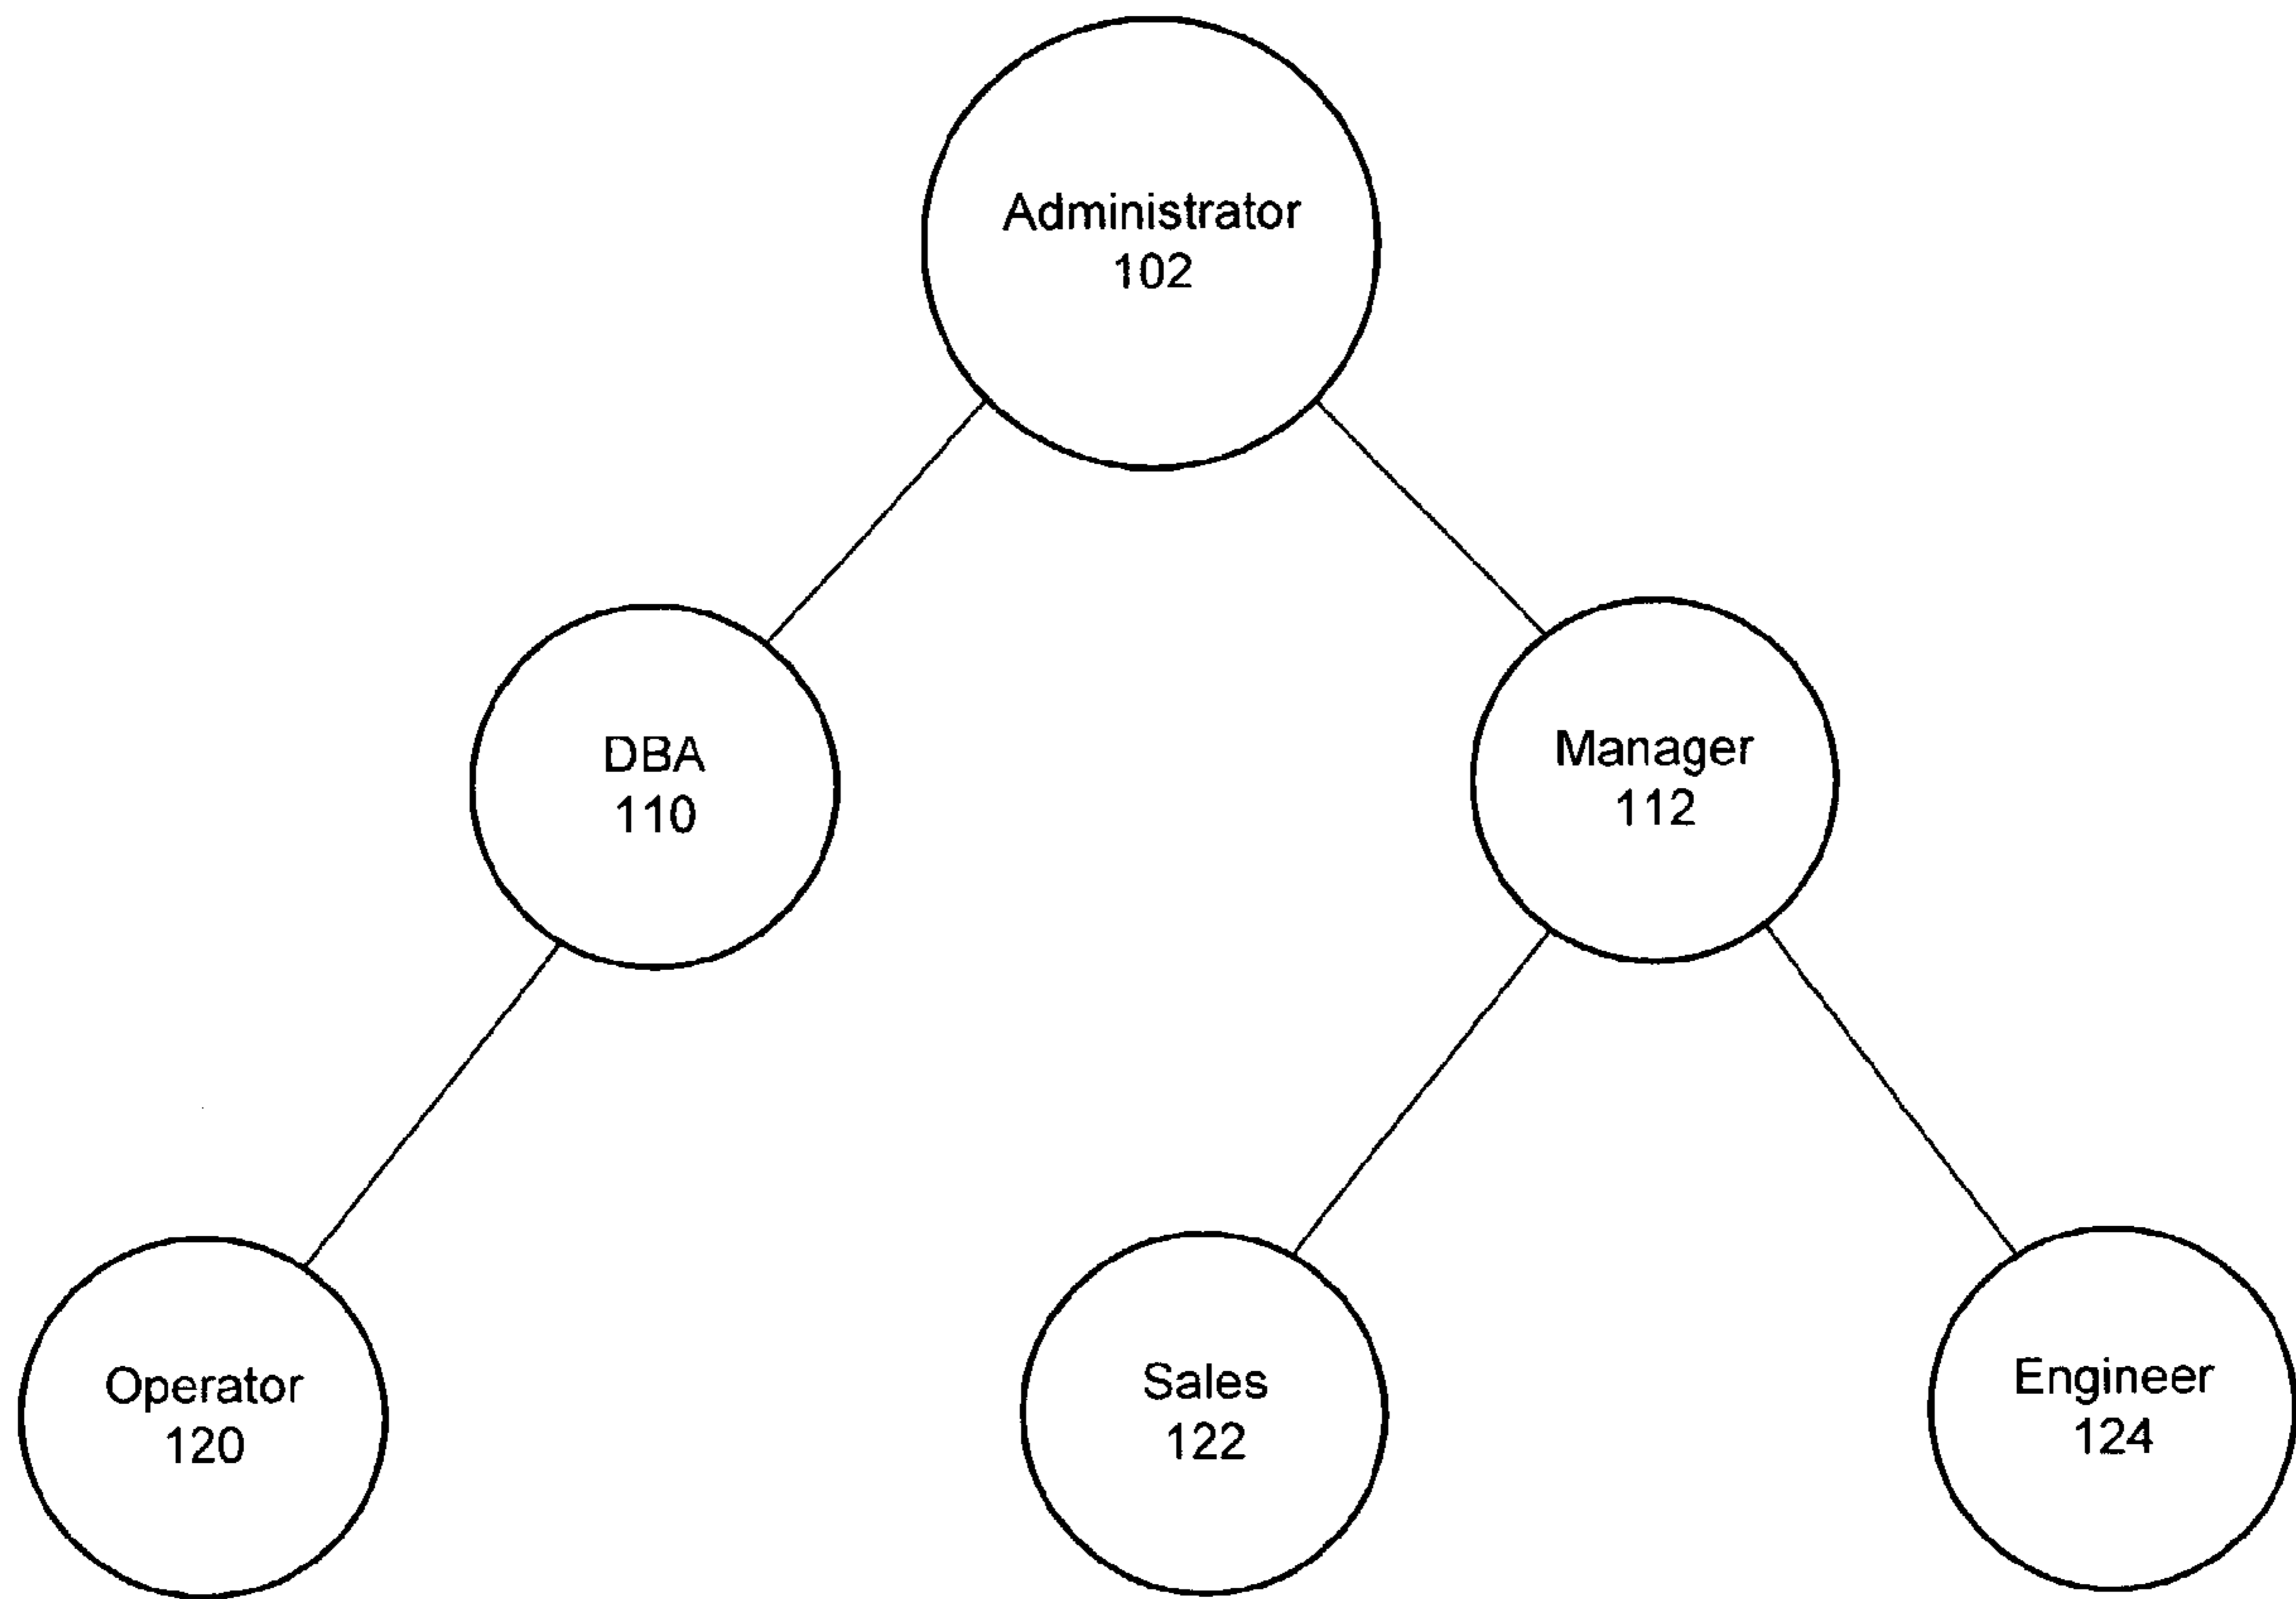 Administrator
102
DBA
110
Manager
112
Operator
120
Sales
122
Engineer
124